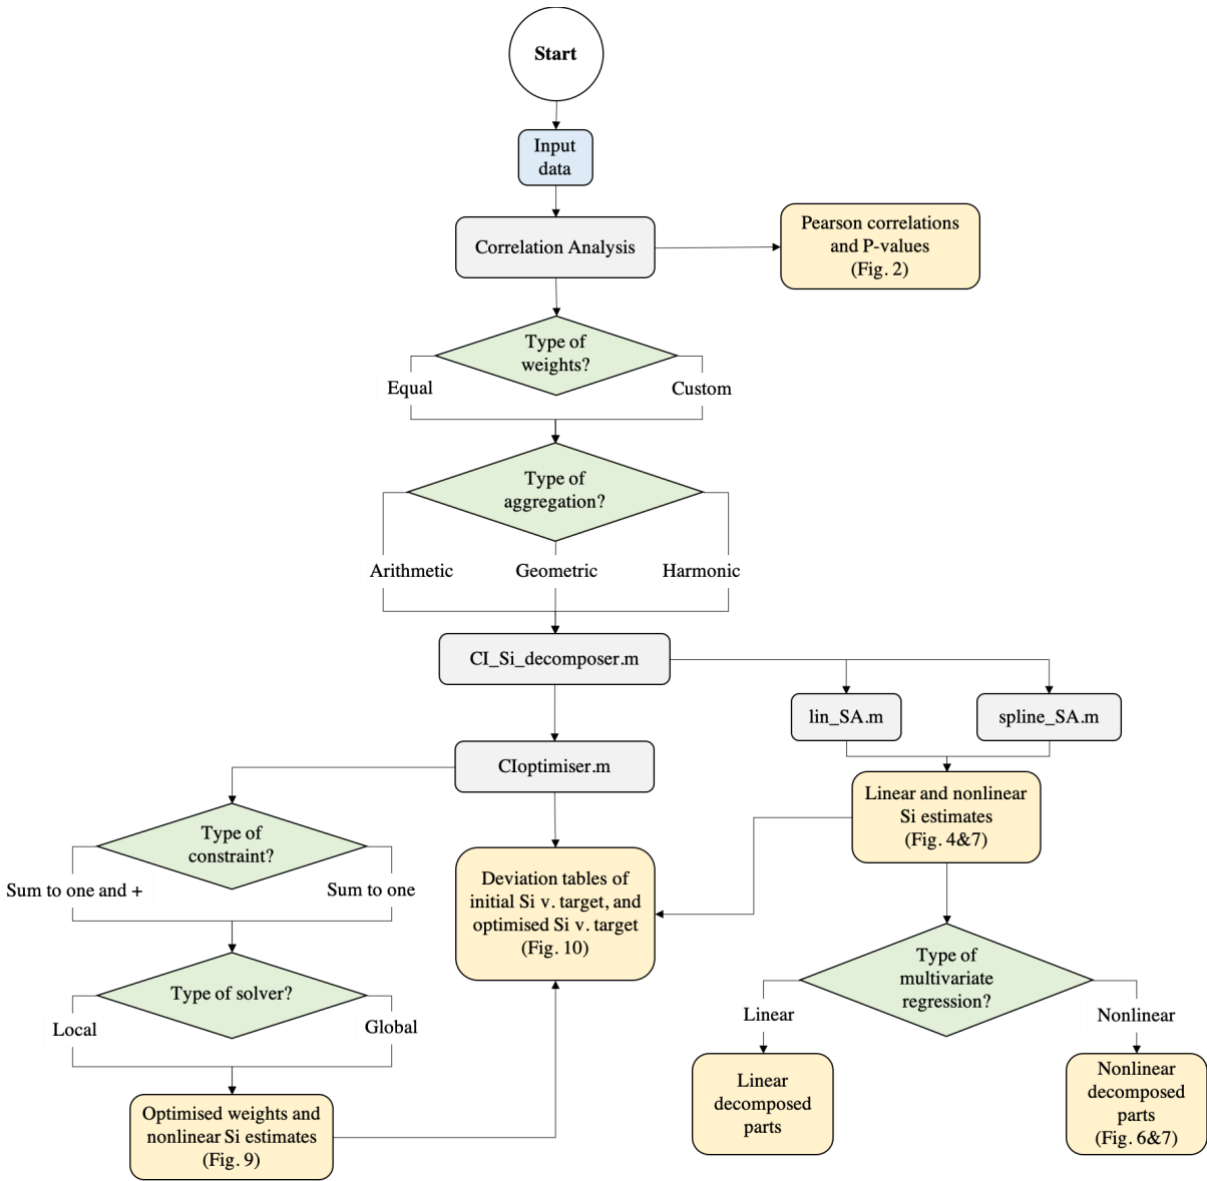 Start
Input
data
Correlation Analysis
Pearson correlations
and P-values
(Fig. 2)
Type of
weights?
Equal
Custom
Type of
aggregation?
Arithmetic
Geometric
Harmonic
CI_Si_decomposer.m
lin_SA.m
spline_SA.m
CIoptimiser.m
Linear and nonlinear
Si estimates
(Fig. 4&7)
Type of
constraint?
Sum to one and +
Sum to one
Deviation tables of
initial Si v. target, and
optimised Si v. target
(Fig. 10)
Type of solver?
Local
Global
Type of
multivariate
regression?
Linear
Nonlinear
Optimised weights and
nonlinear Si estimates
(Fig. 9)
Linear
decomposed
parts
Nonlinear
decomposed
parts
(Fig. 6&7)